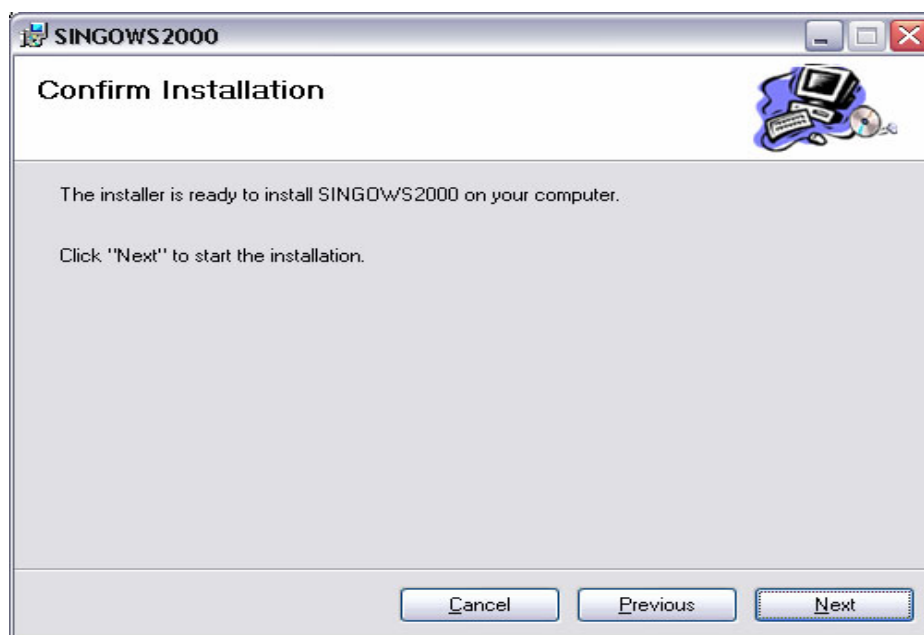 SINGOWS2000
Confirm Installation
The installer is ready to install SINGOWS2000 on your computer.
Click "Next" to start the installation.
Cancel
Previous
Next